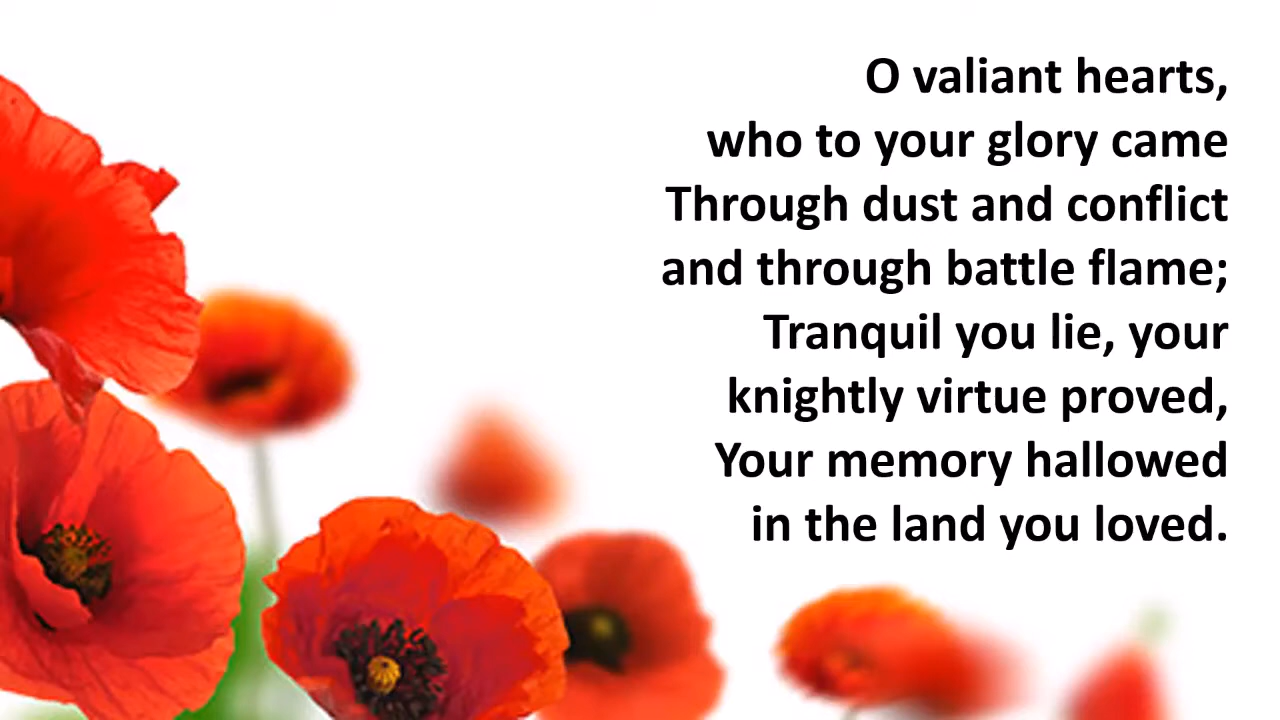 O valiant hearts,
who to your glory came
Through dust and conflict
and through battle flame;
Tranquil you lie, your
knightly virtue proved,
Your memory hallowed
in the land you loved.